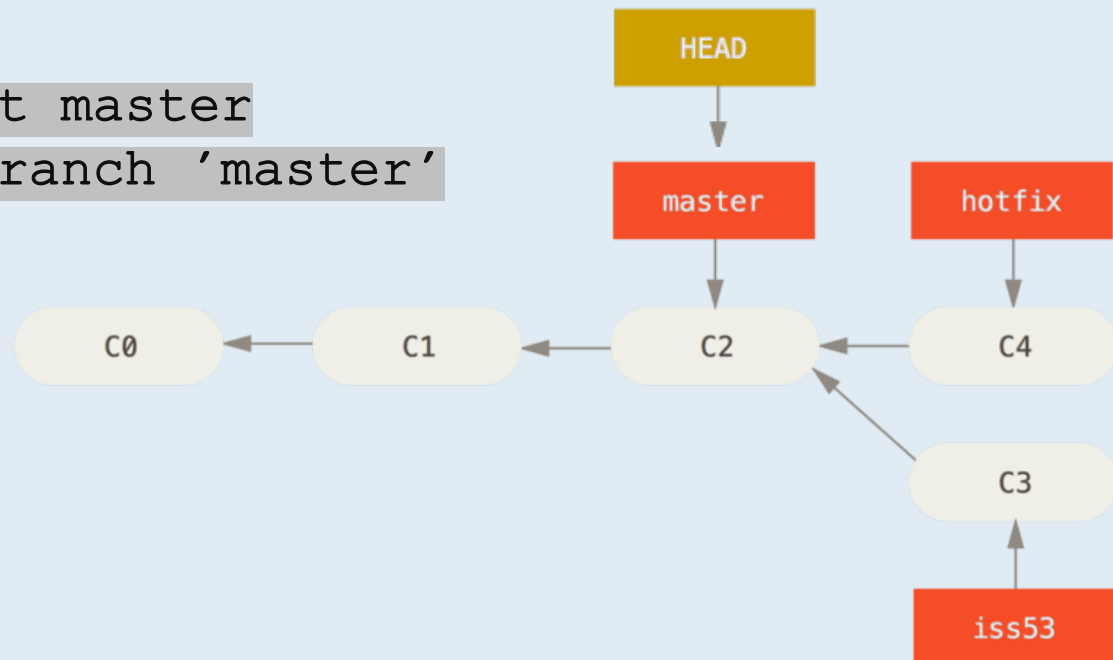 HEAD
t master
ranch ’master’
master hotfix
C0 C1 C2 C4
C3
iss53